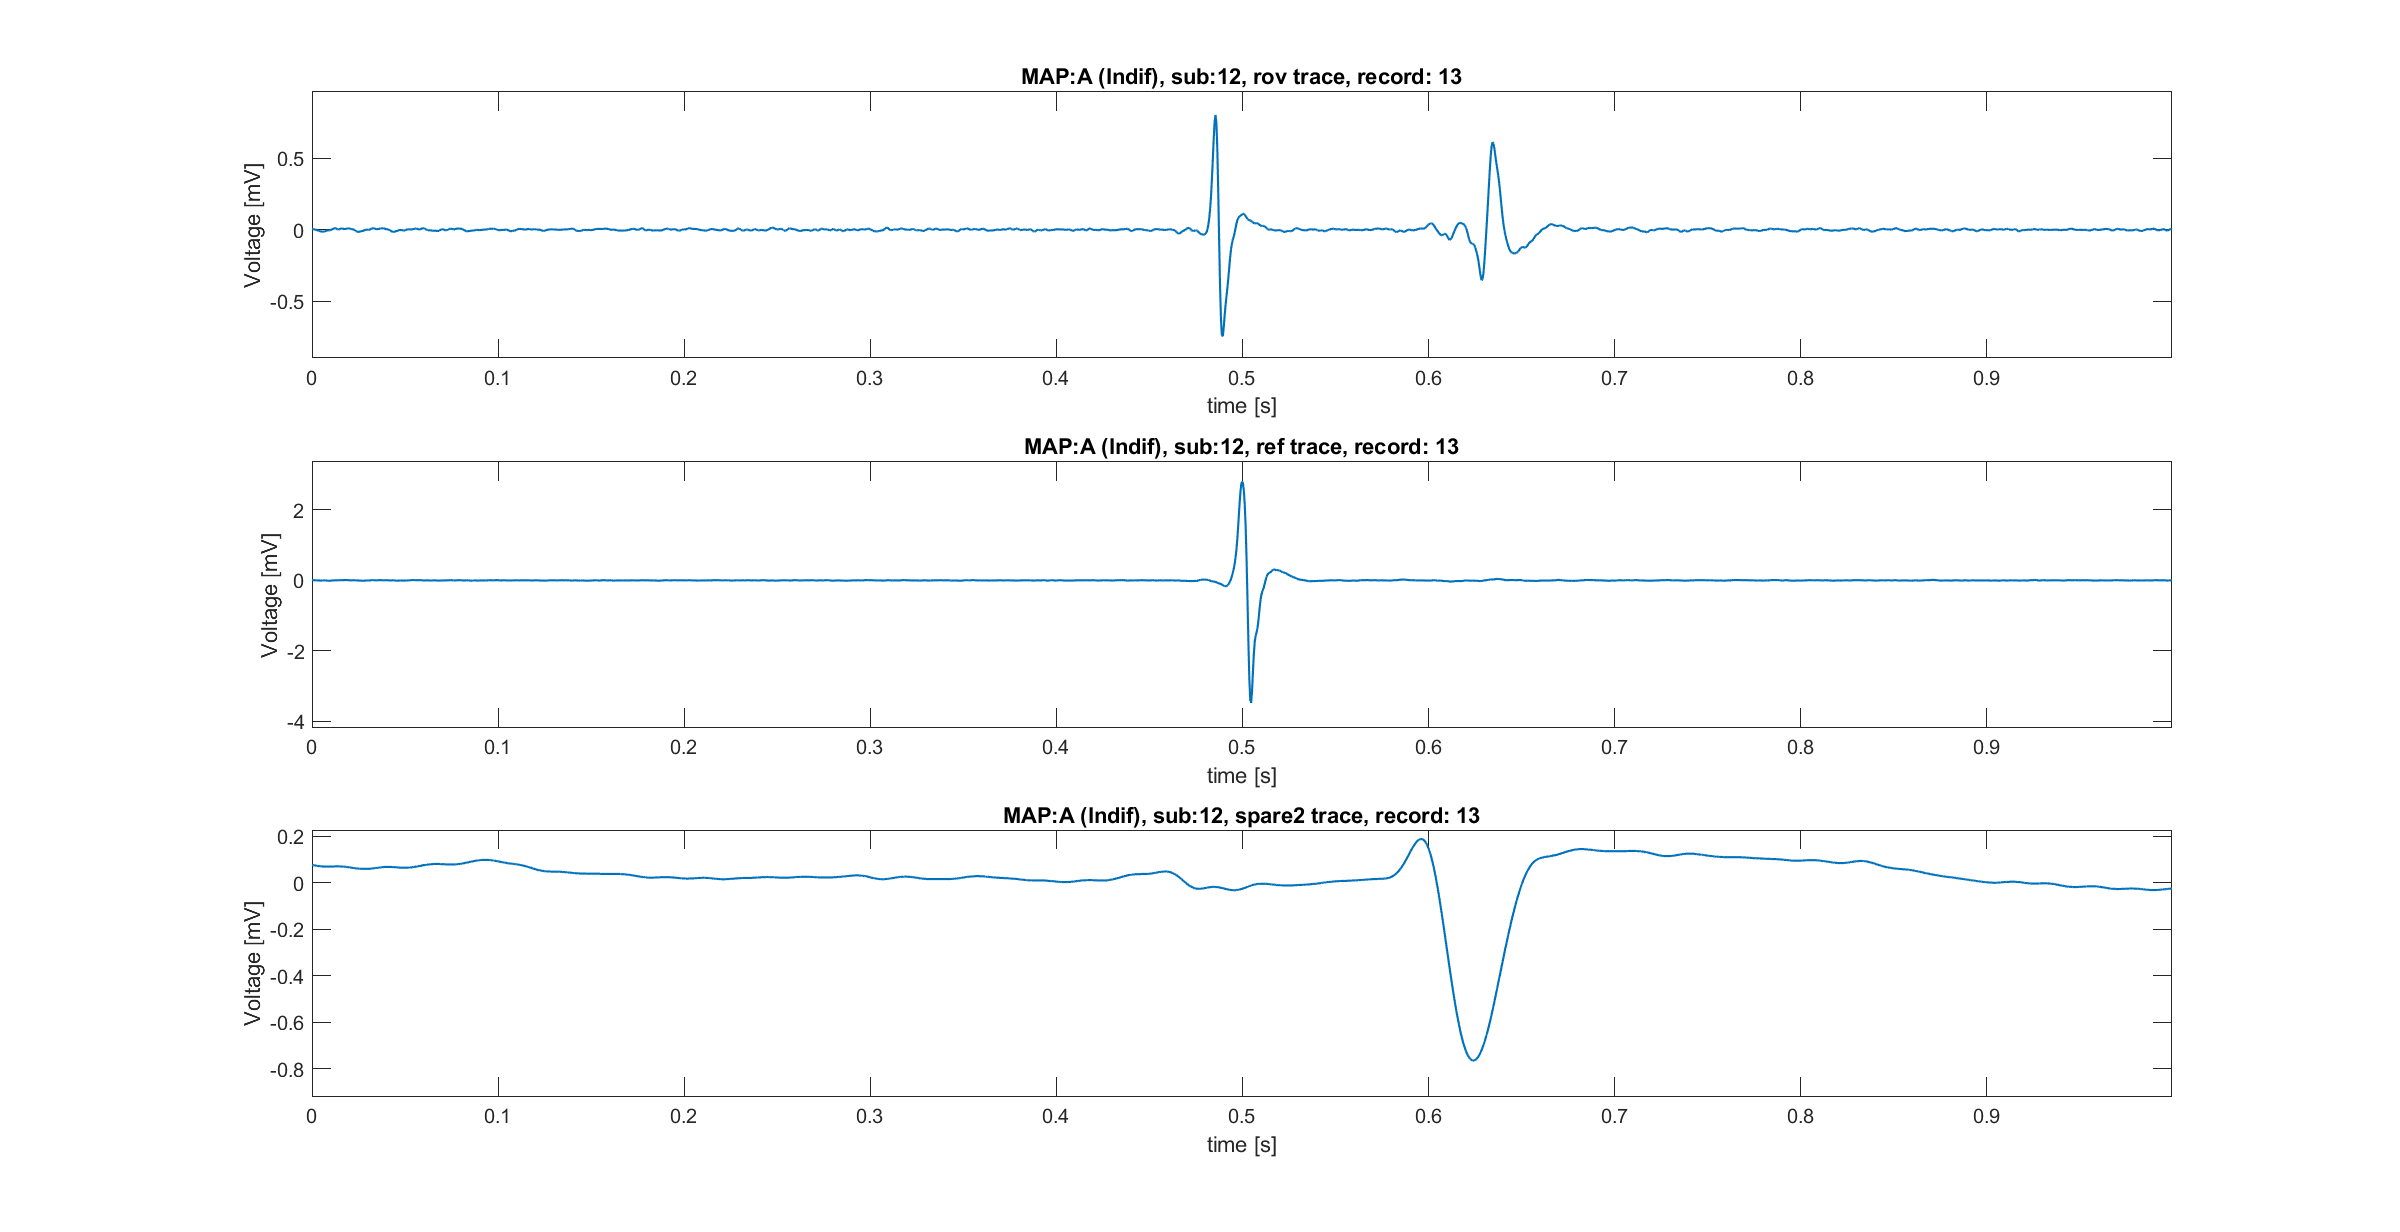 MAP:A (Indif), sub:12, rov trace, record: 13
Voltage [mV]
0.5
0
-0.5
0 0.1 0.2 0.3 0.4 0.5 0.6 0.7 0.8 0.9
time [s]
MAP:A (Indif), sub:12, ref trace, record: 13
Voltage [mV]
2
0
-2
-4
0 0.1 0.2 0.3 0.4 0.5 0.6 0.7 0.8 0.9
time [s]
MAP:A (Indif), sub:12, spare2 trace, record: 13
Voltage [mV]
0.2
0
-0.2
-0.4
-0.6
-0.8
0 0.1 0.2 0.3 0.4 0.5 0.6 0.7 0.8 0.9
time [s]